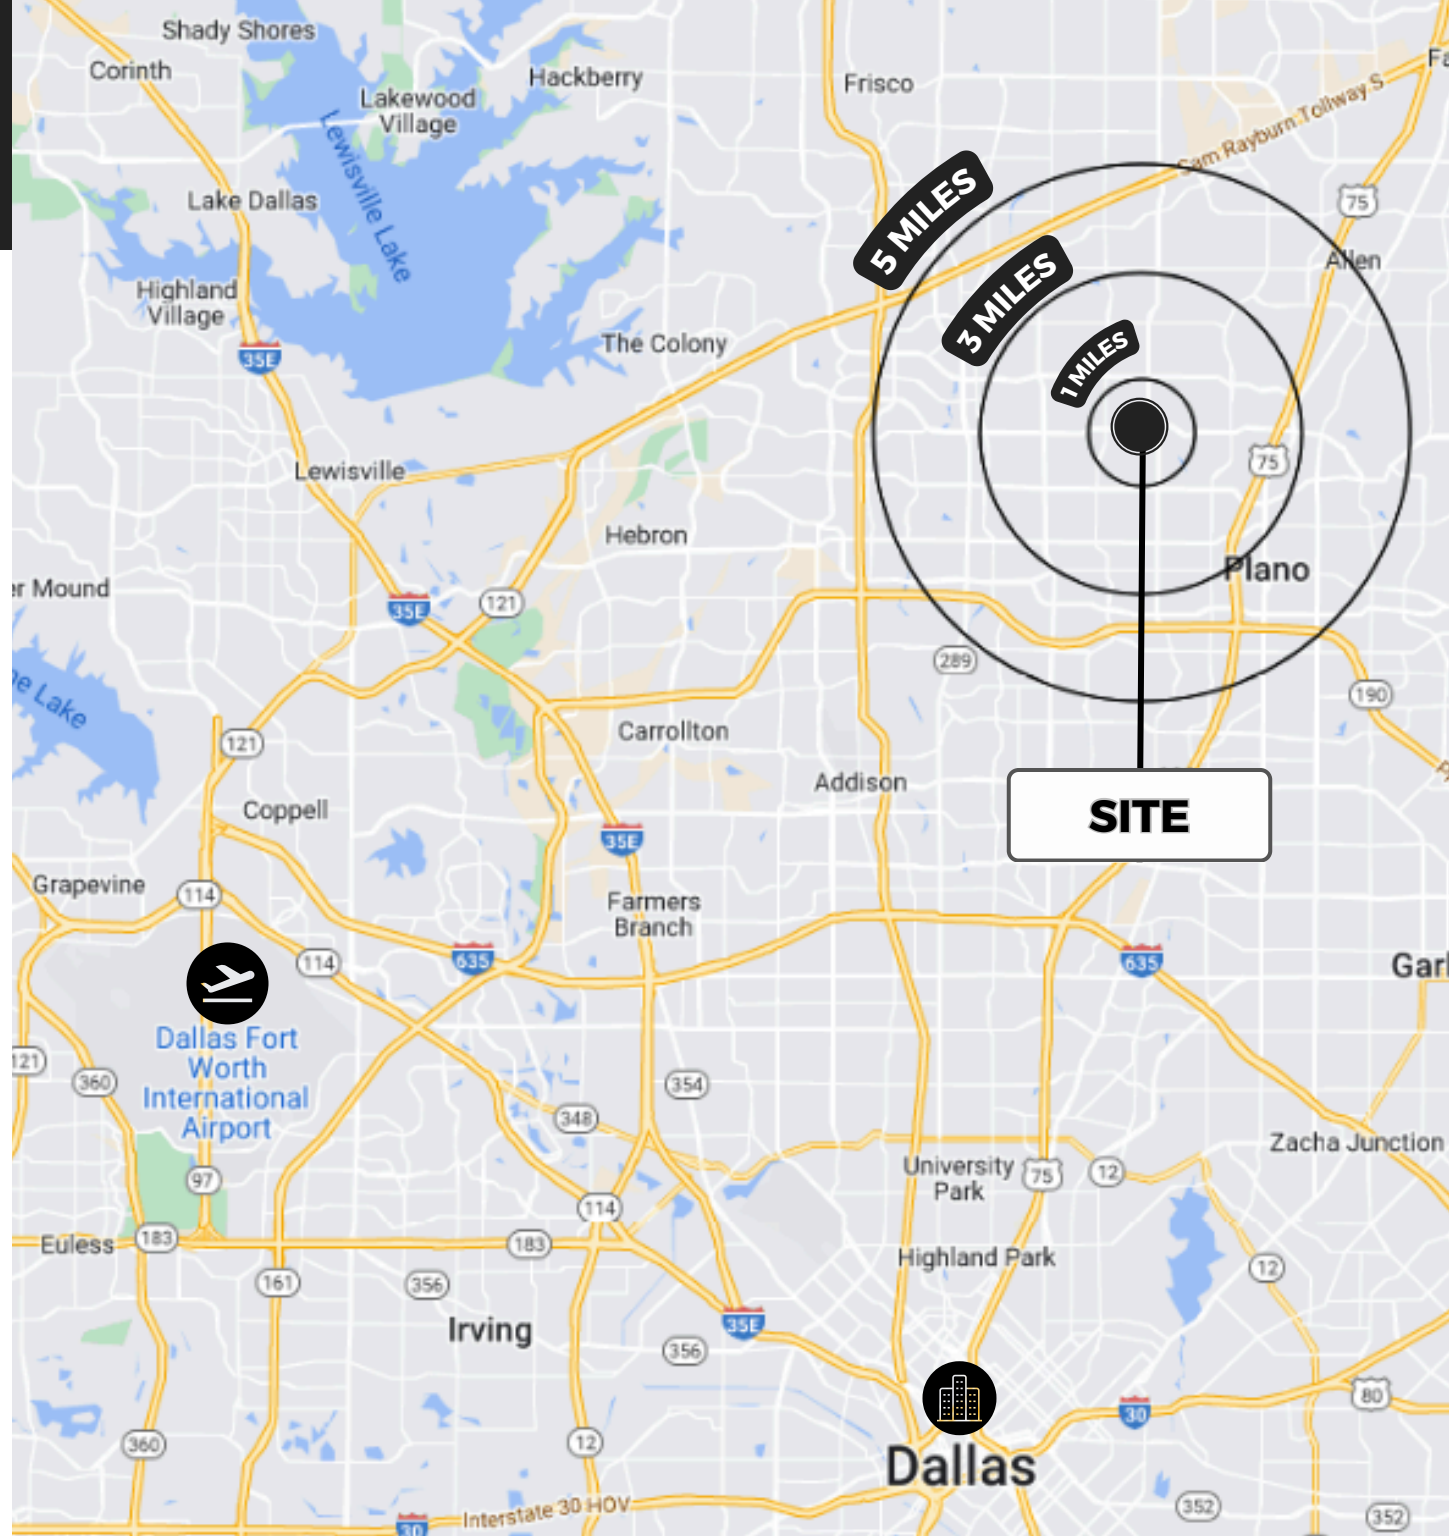 Shady Shores
Corinth
Hackberry
Lakewood
Village
Frisco
Sam Rayburn Tollway S
Lewisville Lake
Lake Dallas
5 MILES
75
Allen
3 MILES
Highland
Village
35E
The Colony
1 MILES
Lewisville
75
Hebron
Plano
er Mound
35E
121
289
ne Lake
190
121
Carrollton
Addison
Coppell
SITE
35E
Grapevine
114
Farmers
Branch
114
635
635
Garl
Dallas Fort
Worth
International
Airport
121
360
354
348
Zacha Junction
University
Park
75
12
97
114
Euless
183
183
Highland Park
12
161
356
Irving
35E
356
80
30
360
12
Dallas
Interstate 30 HOV
30
352
352